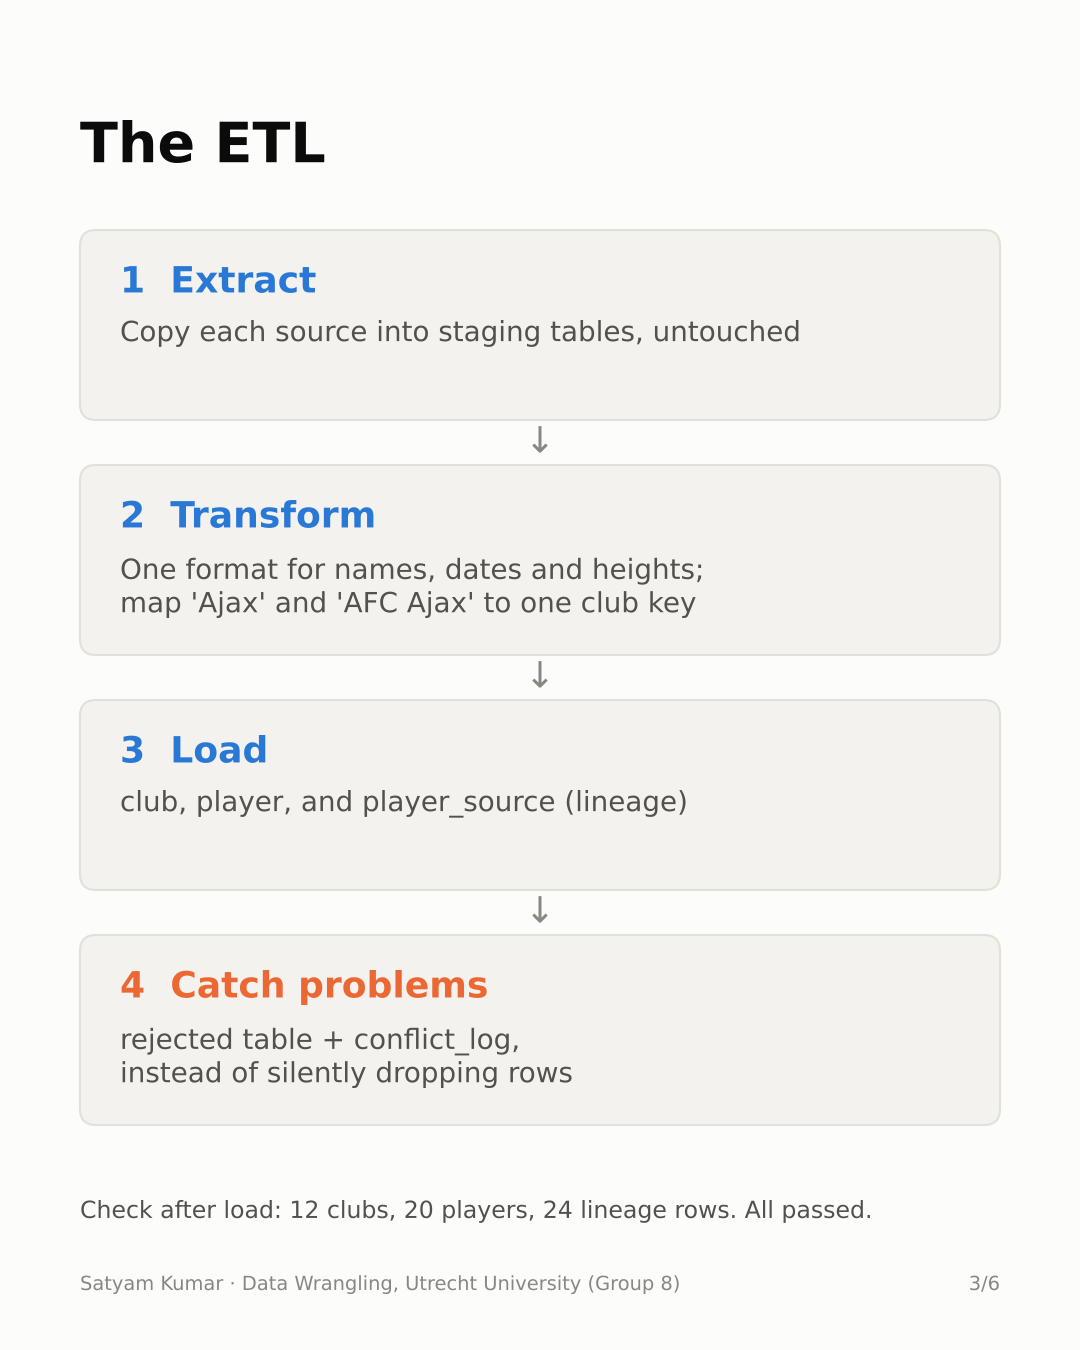 The ETL
1 Extract
Copy each source into staging tables, untouched
↓
2 Transform
One format for names, dates and heights;
map 'Ajax' and 'AFC Ajax' to one club key
↓
3 Load
club, player, and player_source (lineage)
↓
4 Catch problems
rejected table + conflict_log,
instead of silently dropping rows
Check after load: 12 clubs, 20 players, 24 lineage rows. All passed.
Satyam Kumar · Data Wrangling, Utrecht University (Group 8) 3/6